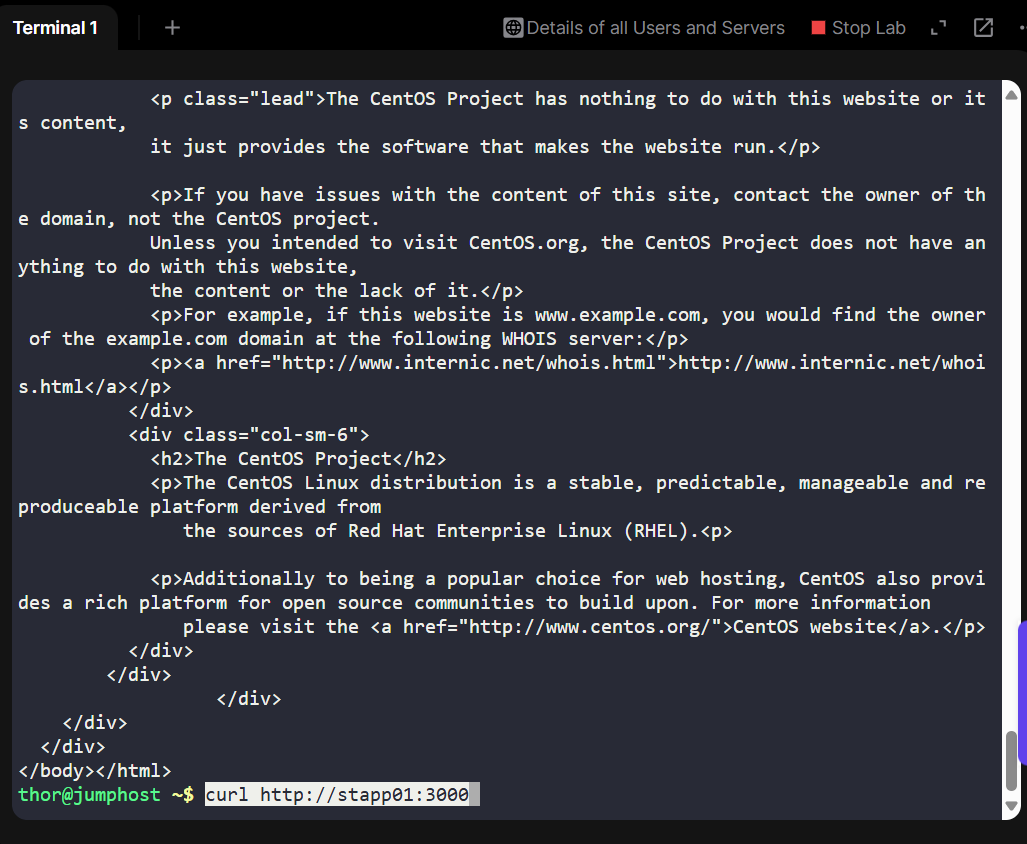 Terminal 1 + Details of all Users and Servers Stop Lab
<p class="lead">The CentOS Project has nothing to do with this website or it
s content,
it just provides the software that makes the website run.</p>
<p>If you have issues with the content of this site, contact the owner of th
e domain, not the CentOS project.
Unless you intended to visit CentOS.org, the CentOS Project does not have an
ything to do with this website,
the content or the lack of it.</p>
<p>For example, if this website is www.example.com, you would find the owner
of the example.com domain at the following WHOIS server:</p>
<p><a href="http://www.internic.net/whois.html">http://www.internic.net/whoi
s.html</a></p>
</div>
<div class="col-sm-6">
<h2>The CentOS Project</h2>
<p>The CentOS Linux distribution is a stable, predictable, manageable and re
produceable platform derived from
the sources of Red Hat Enterprise Linux (RHEL).<p>
<p>Additionally to being a popular choice for web hosting, CentOS also provi
des a rich platform for open source communities to build upon. For more information
please visit the <a href="http://www.centos.org/">CentOS website</a>.</p>
</div>
</div>
</div>
</div>
</div>
</body></html>
thor@jumphost ~$ curl http://stapp01:3000